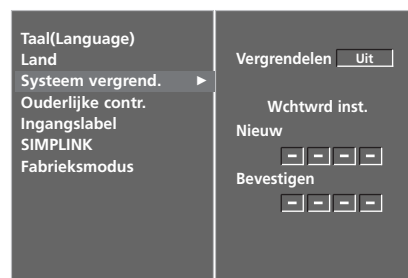 Taal(Language)
Land
Systeem vergrend. ►
Ouderlijke contr.
Ingangslabel
SIMPLINK
Fabrieksmodus
Vergrendelen Uit
Wchtwrd inst.
Nieuw
– – – –
Bevestigen
– – – –